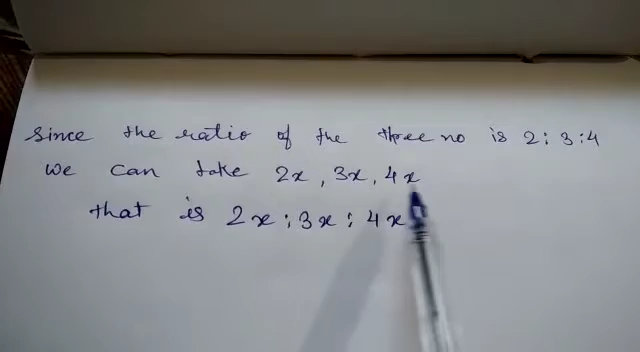 Since the ratio of the three no is 2:3:4
we can take 2x, 3x, 4x
that is 2x:3x:4x